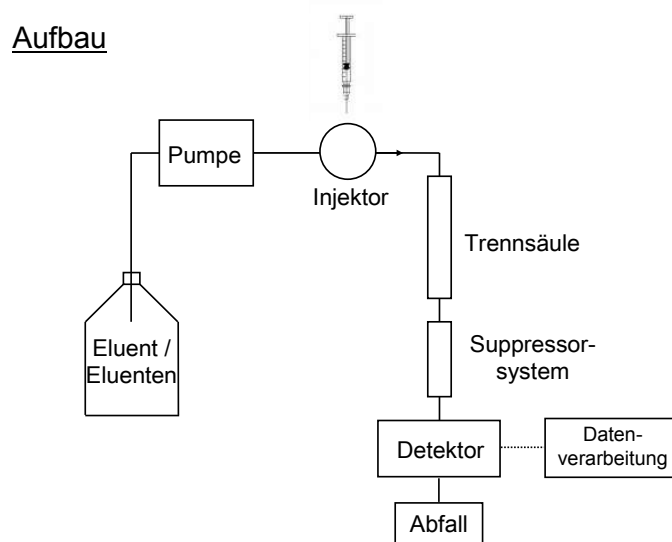 Aufbau
Pumpe
Injektor
Trennsäule
Eluent /
Eluenten
Suppressor-
system
Detektor
Daten-
verarbeitung
Abfall